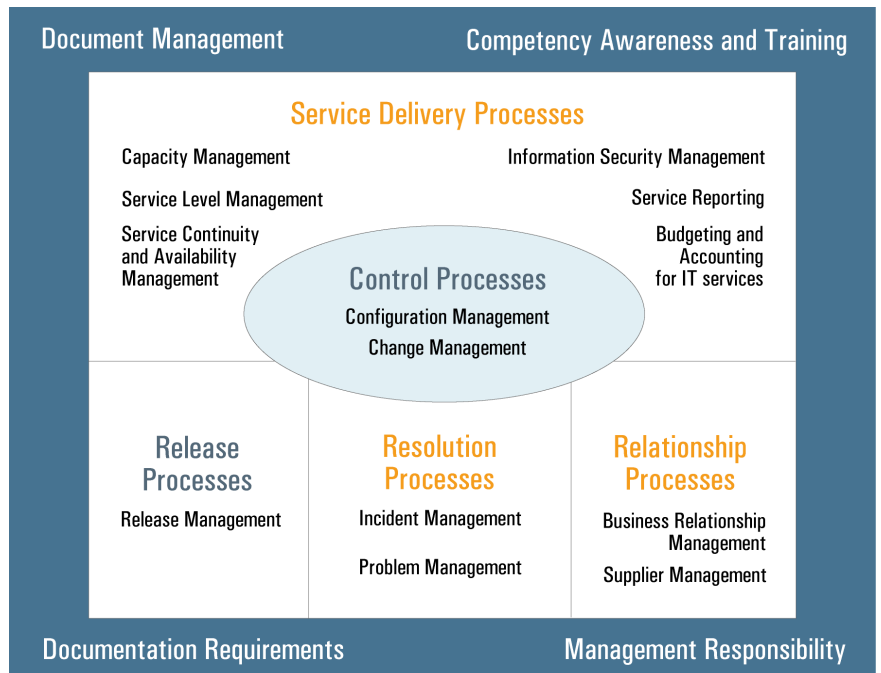 Document Management
Competency Awareness and Training
Service Delivery Processes
Capacity Management
Information Security Management
Service Level Management
Service Reporting
Service Continuity
and Availability
Management
Budgeting and
Accounting
for IT services
Control Processes
Configuration Management
Change Management
Release
Processes
Release Management
Resolution
Processes
Incident Management
Problem Management
Relationship
Processes
Business Relationship
Management
Supplier Management
Documentation Requirements
Management Responsibility